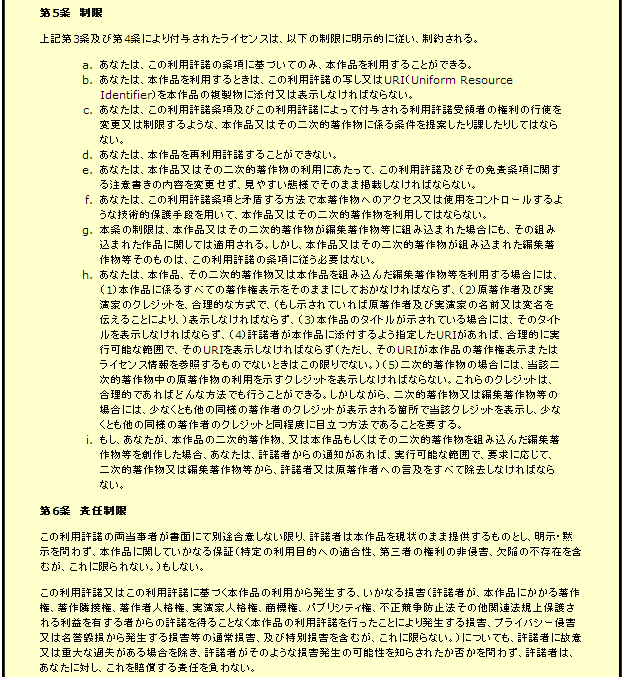 第5条 制限
上記第3条及び第4条により付与されたライセンスは、以下の制限に明示的に従い、制約される。
a. あなたは、この利用許諾の条項に基づいてのみ、本作品を利用することができる。
b. あなたは、本作品を利用するときは、この利用許諾の写し又はURI(Uniform Resource
Identifier)を本作品の複製物に添付又は表示しなければならない。
c. あなたは、この利用許諾条項及びこの利用許諾によって付与される利用許諾受領者の権利の行使を
変更又は制限するような、本作品又はその二次的著作物に係る条件を提案したり課したりしてはなら
ない。
d. あなたは、本作品を再利用許諾することができない。
e. あなたは、本作品又はその二次的著作物の利用にあたって、この利用許諾及びその免責条項に関す
る注意書きの内容を変更せず、見やすい態様でそのまま掲載しなければならない。
f. あなたは、この利用許諾条項と矛盾する方法で本著作物へのアクセス又は使用をコントロールするよ
うな技術的保護手段を用いて、本作品又はその二次的著作物を利用してはならない。
g. 本条の制限は、本作品又はその二次的著作物が編集著作物等に組み込まれた場合にも、その組み
込まれた作品に関しては適用される。しかし、本作品又はその二次的著作物が組み込まれた編集著
作物等そのものは、この利用許諾の条項に従う必要はない。
h. あなたは、本作品、その二次的著作物又は本作品を組み込んだ編集著作物等を利用する場合には、
(1)本作品に係るすべての著作権表示をそのままにしておかなければならず、(2)原著作者及び実
演家のクレジットを、合理的な方式で、(もし示されていれば原著作者及び実演家の名前又は変名を
伝えることにより、)表示しなければならず、(3)本作品のタイトルが示されている場合には、そのタイト
ルを表示しなければならず、(4)許諾者が本作品に添付するよう指定したURIがあれば、合理的に実
行可能な範囲で、そのURIを表示しなければならず(ただし、そのURIが本作品の著作権表示または
ライセンス情報を参照するものでないときはこの限りでない。)(5)二次的著作物の場合には、当該二
次的著作物中の原著作物の利用を示すクレジットを表示しなければならない。これらのクレジットは、
合理的であればどんな方法でも行うことができる。しかしながら、二次的著作物又は編集著作物等の
場合には、少なくとも他の同様の著作者のクレジットが表示される箇所で当該クレジットを表示し、少な
くとも他の同様の著作者のクレジットと同程度に目立つ方法であることを要する。
i. もし、あなたが、本作品の二次的著作物、又は本作品もしくはその二次的著作物を組み込んだ編集著
作物等を創作した場合、あなたは、許諾者からの通知があれば、実行可能な範囲で、要求に応じて、
二次的著作物又は編集著作物等から、許諾者又は原著作者への言及をすべて除去しなければなら
ない。
第6条 責任制限
この利用許諾の両当事者が書面にて別途合意しない限り、許諾者は本作品を現状のまま提供するものとし、明示・黙
示を問わず、本作品に関していかなる保証(特定の利用目的への適合性、第三者の権利の非侵害、欠陥の不存在を含
むが、これに限られない。)もしない。
この利用許諾又はこの利用許諾に基づく本作品の利用から発生する、いかなる損害(許諾者が、本作品にかかる著作
権、著作隣接権、著作者人格権、実演家人格権、商標権、パブリシティ権、不正競争防止法その他関連法規上保護さ
れる利益を有する者からの許諾を得ることなく本作品の利用許諾を行ったことにより発生する損害、プライバシー侵害
又は名誉毀損から発生する損害等の通常損害、及び特別損害を含むが、これに限らない。)についても、許諾者に故意
又は重大な過失がある場合を除き、許諾者がそのような損害発生の可能性を知らされたか否かを問わず、許諾者は、
あなたに対し、これを賠償する責任を負わない。